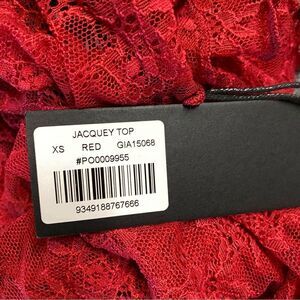 JACQUEY TOP
XS RED GIA15068
#PO0009955
9349188767666